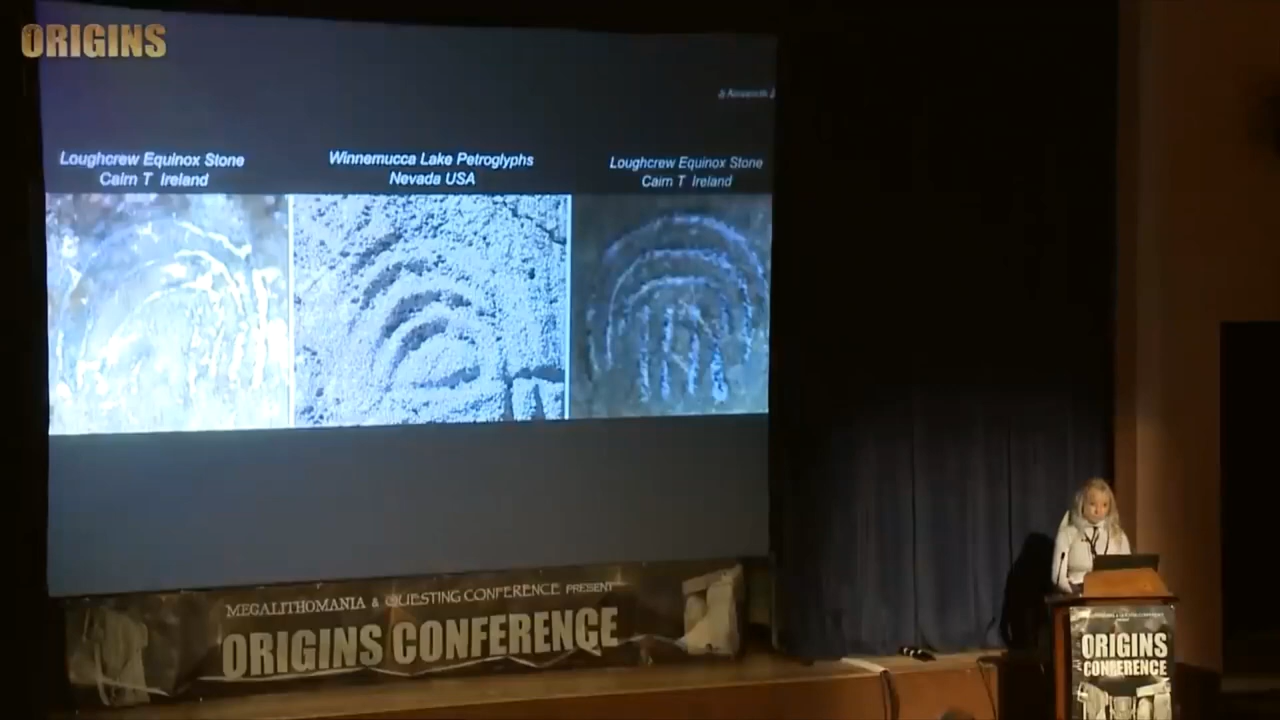 ORIGINS
Loughcrew Equinox Stone
Cairn T Ireland
Winnemucca Lake Petroglyphs
Nevada USA
Loughcrew Equinox Stone
Cairn T Ireland
MEGALITHOMANIA & QUESTING CONFERENCE PRESENT
ORIGINS CONFERENCE
ORIGINS
CONFERENCE